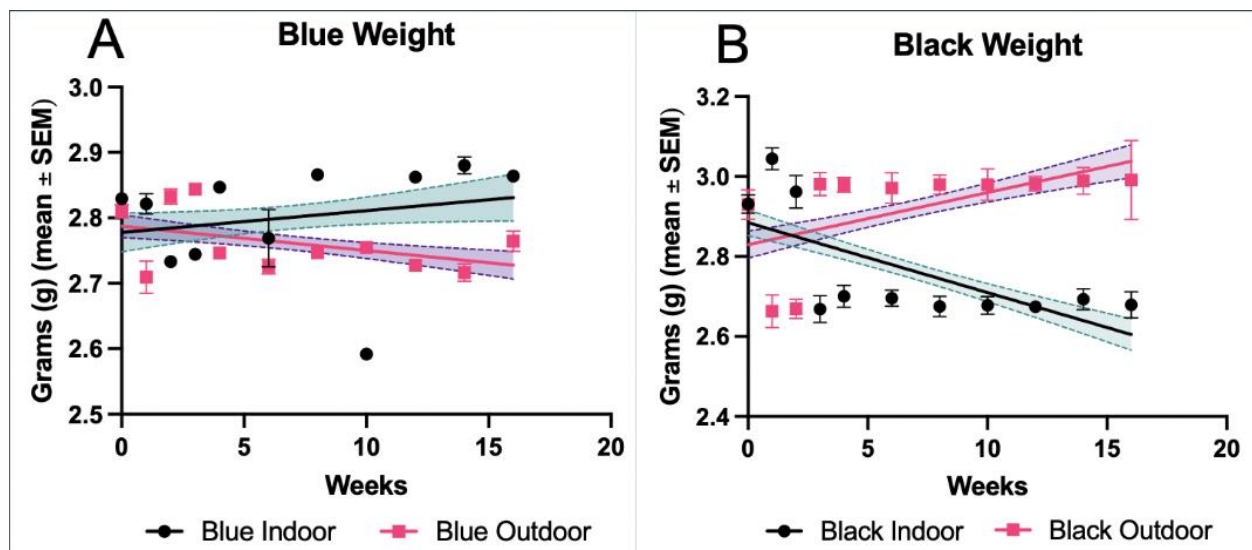 A
Blue Weight
Grams (g) (mean ± SEM)
3.0
2.9
2.8
2.7
2.6
2.5
0
5
10
15
20
Weeks
Blue Indoor
Blue Outdoor
B
Black Weight
Grams (g) (mean ± SEM)
3.2
3.0
2.8
2.6
2.4
0
5
10
15
20
Weeks
Black Indoor
Black Outdoor